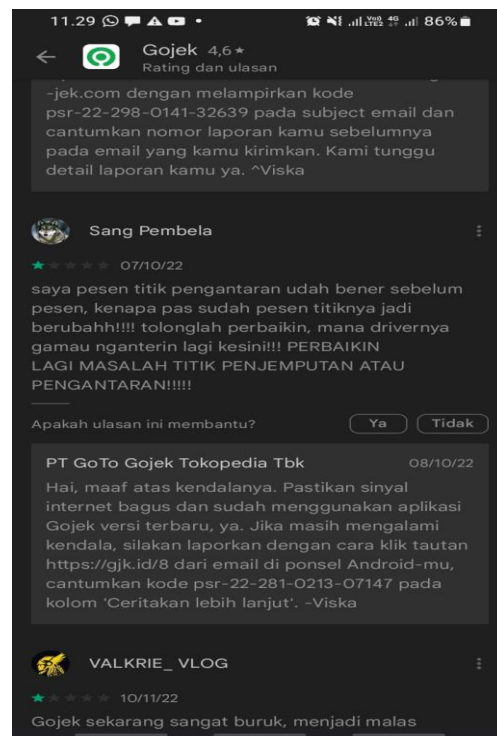 11.29
VoD LTE2 4G 86%
Gojek 4,6★
Rating dan ulasan
-jek.com dengan melampirkan kode
psr-22-298-0141-32639 pada subject email dan
cantumkan nomor laporan kamu sebelumnya
pada email yang kamu kirimkan. Kami tunggu
detail laporan kamu ya. ^Viska
Sang Pembela
07/10/22
saya pesen titik pengantaran udah bener sebelum
pesen, kenapa pas sudah pesen titiknya jadi
berubahh!!!! tolonglah perbaikin, mana drivernya
gamau nganterin lagi kesini!!! PERBAIKIN
LAGI MASALAH TITIK PENJEMPUTAN ATAU
PENGANTARAN!!!!!
Apakah ulasan ini membantu?
Ya
Tidak
PT GoTo Gojek Tokopedia Tbk 08/10/22
Hai, maaf atas kendalanya. Pastikan sinyal
internet bagus dan sudah menggunakan aplikasi
Gojek versi terbaru, ya. Jika masih mengalami
kendala, silakan laporkan dengan cara klik tautan
https://gjk.id/8 dari email di ponsel Android-mu,
cantumkan kode psr-22-281-0213-07147 pada
kolom 'Ceritakan lebih lanjut'. -Viska
VALKRIE_ VLOG
10/11/22
Gojek sekarang sangat buruk, menjadi malas